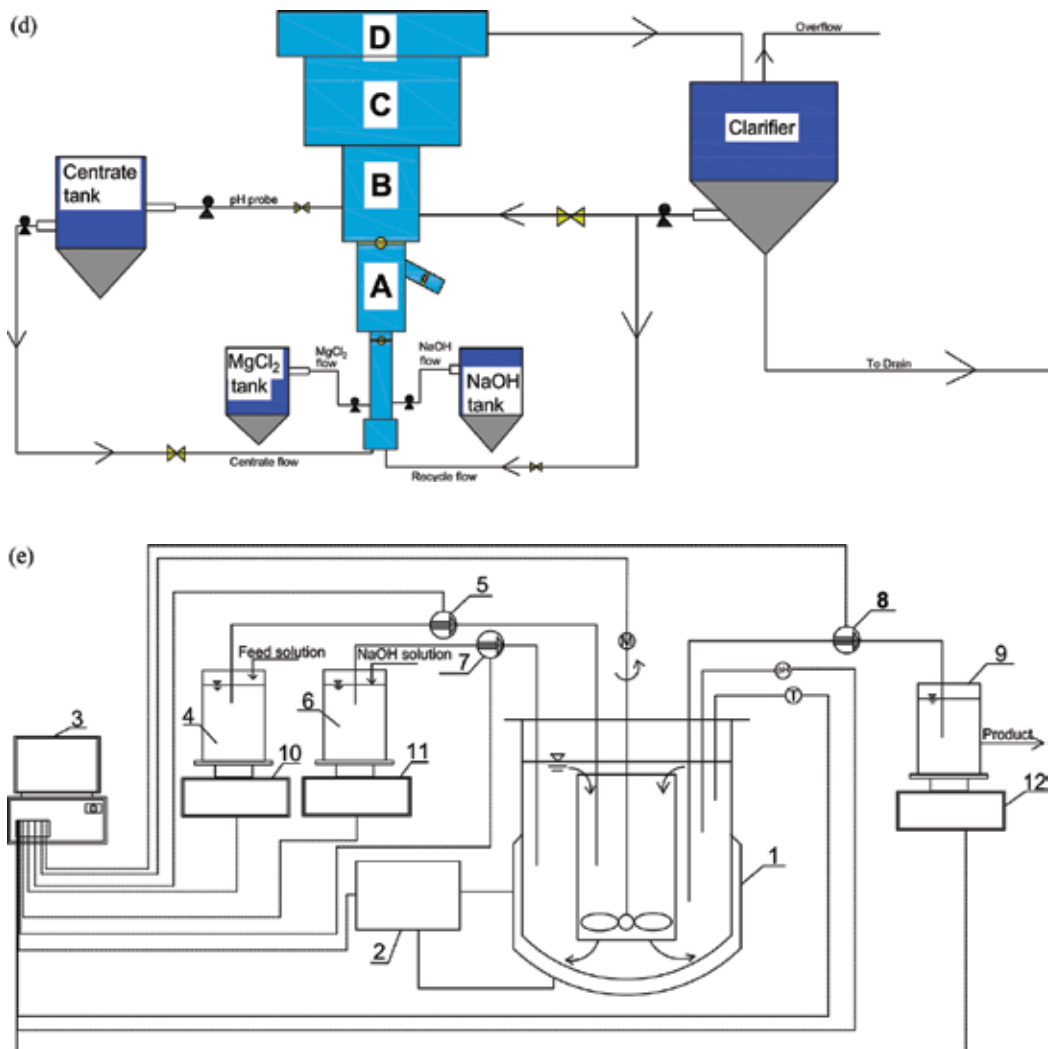 (d)
D
Overflow
C
Clarifier
Centrate
tank
B
pH probe
A
MgCl2
tank
MgCl2
flow
NaOH
flow
NaOH
tank
To Drain
Centrate flow
Recycle flow
(e)
5
8
7
Feed solution
NaOH solution
M
9
6
pH
3
4
T
Product
10
11
12
1
2